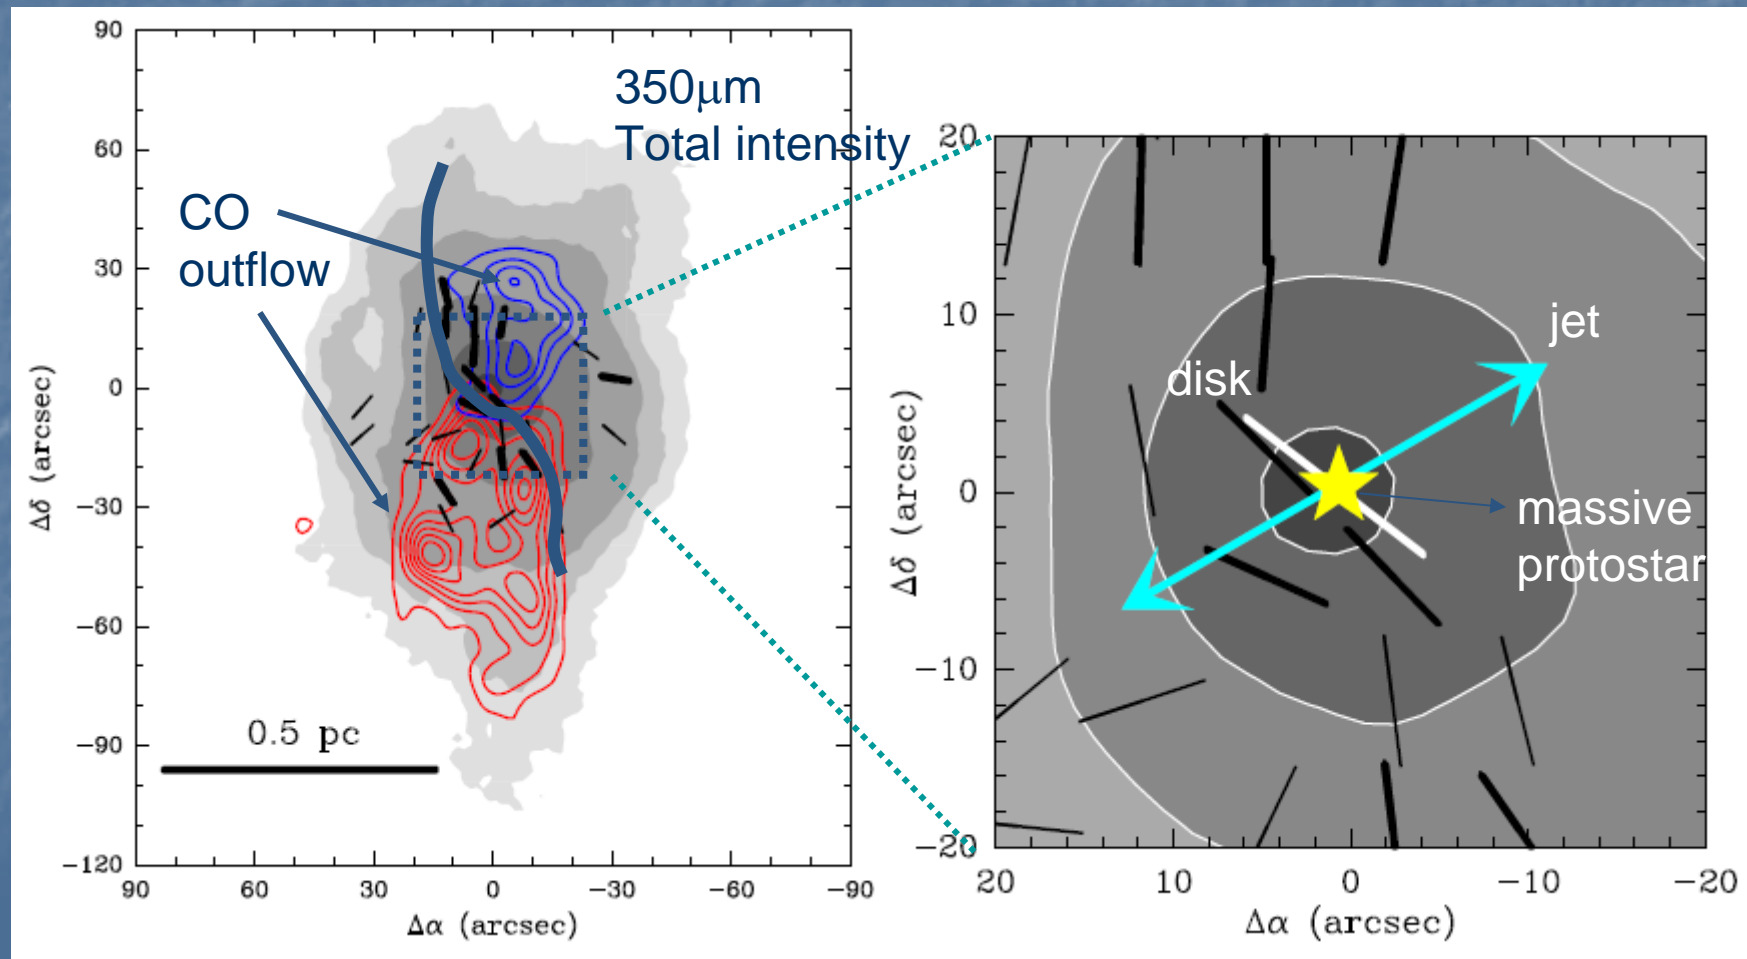 350μm
Total intensity
CO
outflow
0.5 pc
90
60
30
0
−30
−60
−90
−120
90
60
30
0
−30
−60
−90
Δδ (arcsec)
Δα (arcsec)
disk
jet
massive
protostar
20
10
0
−10
−20
20
10
0
−10
−20
Δδ (arcsec)
Δα (arcsec)